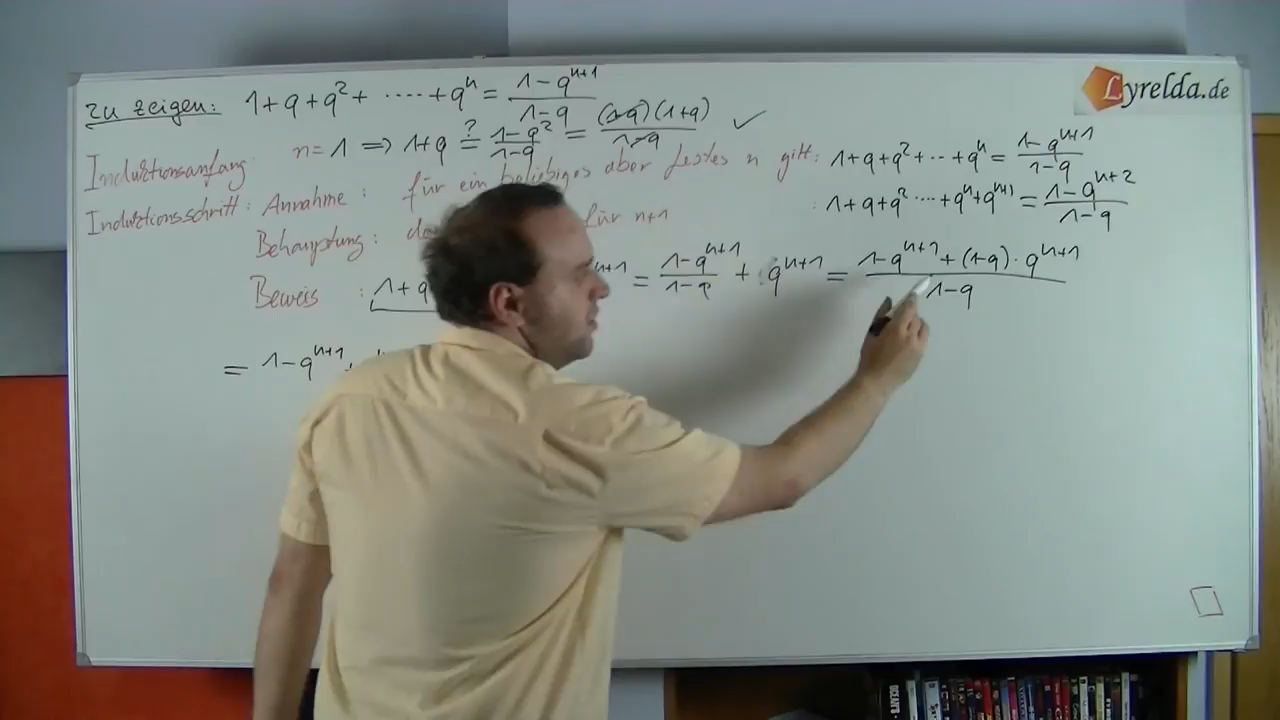 Lyrelda.de
zu zeigen: 1+q+q²+ ····· +qⁿ = (1-qⁿ⁺¹)/(1-q)
Induktionsanfang: n=1 ⇒ 1+q ≟ (1-q²)/(1-q) = (1-q)(1+q)/(1-q) ✓
Induktionsschritt: Annahme: für ein beliebiges aber festes n gilt: 1+q+q²+ ··· +qⁿ = (1-qⁿ⁺¹)/(1-q)
Behauptung: für n+1 : 1+q+q² ···· +qⁿ+qⁿ⁺¹ = (1-qⁿ⁺²)/(1-q)
Beweis : 1+q ⁿ⁺¹ = (1-qⁿ⁺¹)/(1-q) + qⁿ⁺¹ = (1-qⁿ⁺¹+(1-q)·qⁿ⁺¹)/(1-q)
= 1-qⁿ⁺¹ +